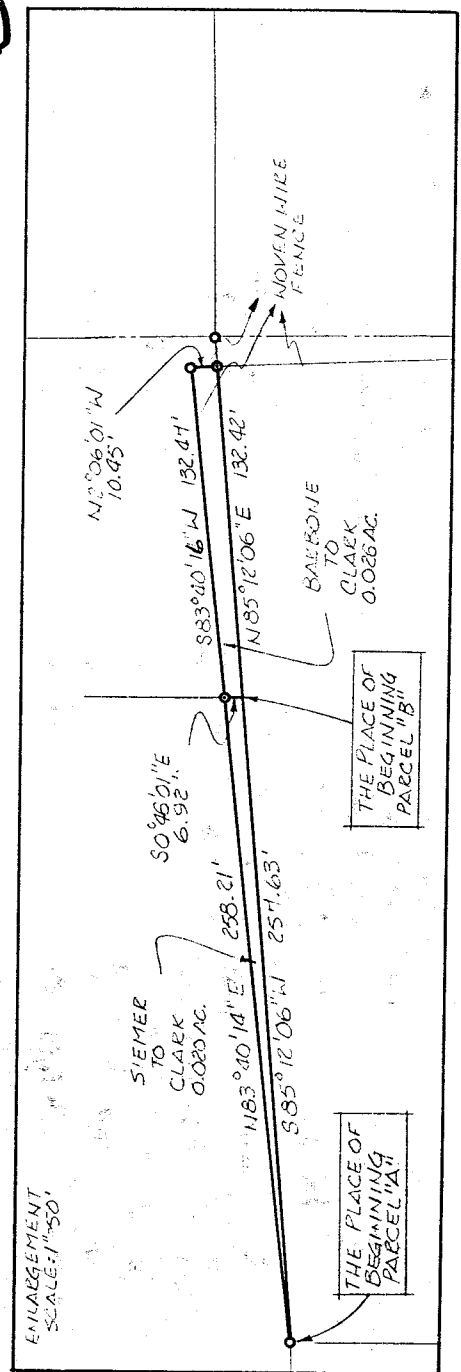 ENLARGEMENT
SCALE: 1"=50'
THE PLACE OF
BEGINNING
PARCEL "A"
SIEMER
TO
CLARK
0.020 AC.
N83°40'14"E 258.21'
S85°12'06"W 257.63'
S0°46'01"E
6.92'
THE PLACE OF
BEGINNING
PARCEL "B"
BARBONE
TO
CLARK
0.026 AC.
S83°40'16"W 132.47'
N85°12'06"E 132.42'
N2°06'01"W
10.45'
WOVEN WIRE
FENCE